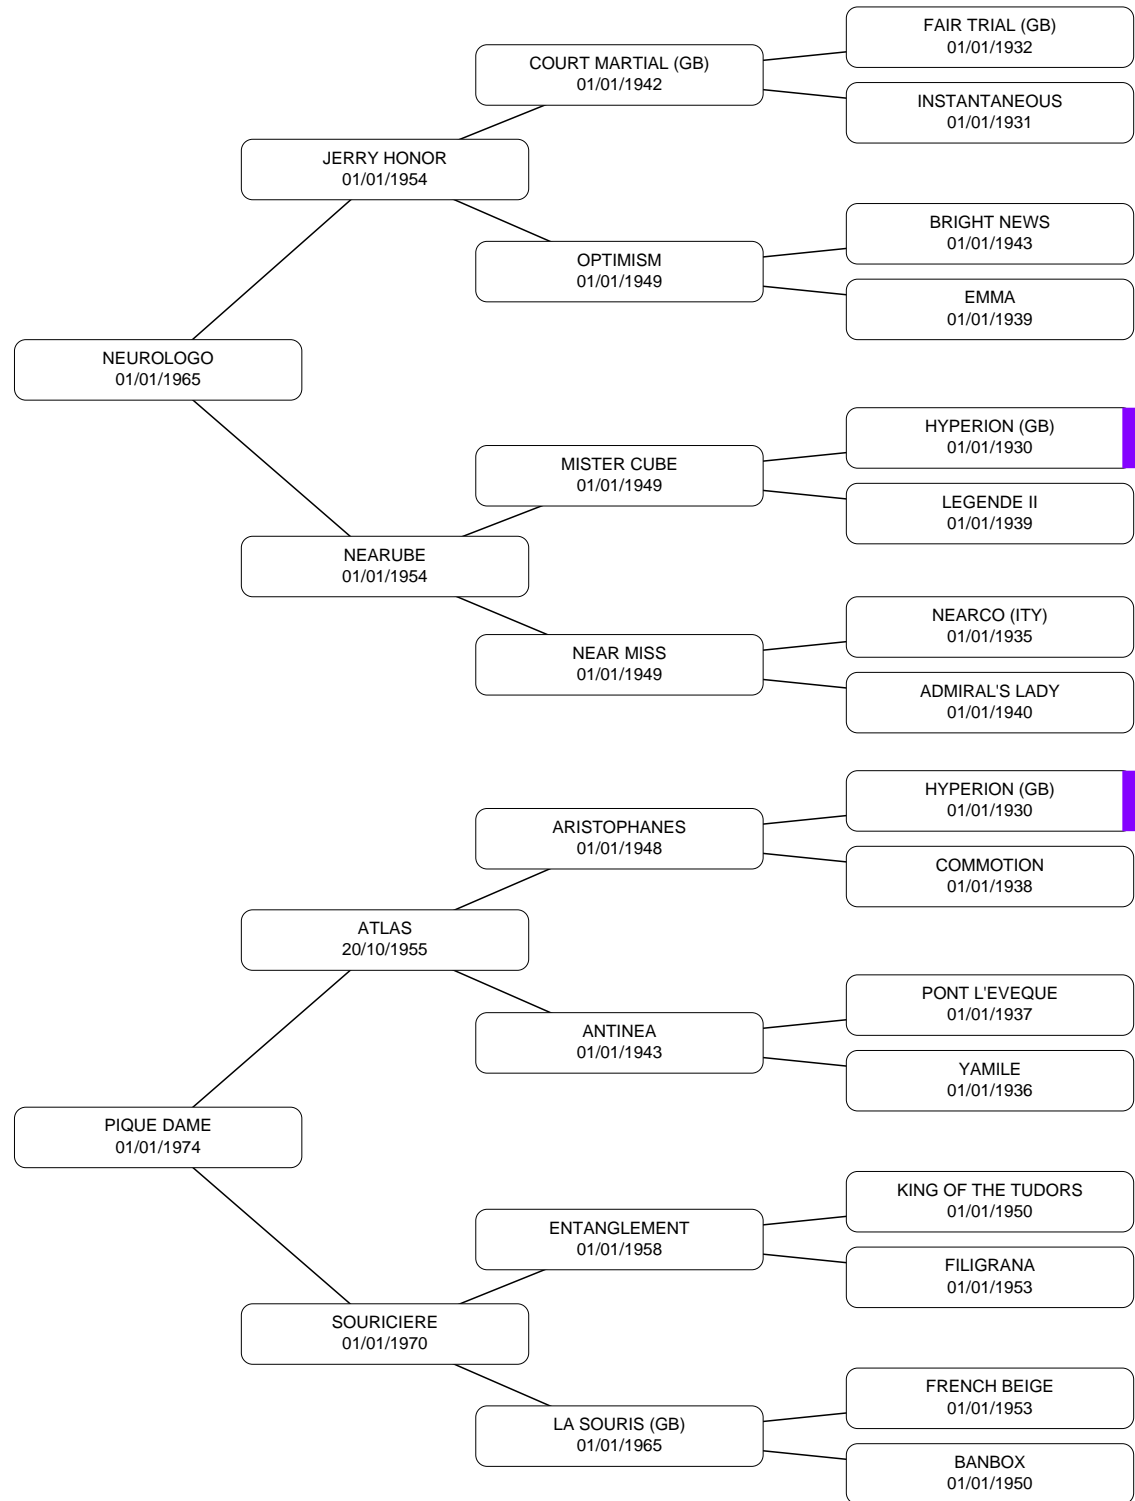 FAIR TRIAL (GB)
01/01/1932
COURT MARTIAL (GB)
01/01/1942
INSTANTANEOUS
01/01/1931
JERRY HONOR
01/01/1954
BRIGHT NEWS
01/01/1943
OPTIMISM
01/01/1949
EMMA
01/01/1939
NEUROLOGO
01/01/1965
HYPERION (GB)
01/01/1930
MISTER CUBE
01/01/1949
LEGENDE II
01/01/1939
NEARUBE
01/01/1954
NEARCO (ITY)
01/01/1935
NEAR MISS
01/01/1949
ADMIRAL'S LADY
01/01/1940
HYPERION (GB)
01/01/1930
ARISTOPHANES
01/01/1948
COMMOTION
01/01/1938
ATLAS
20/10/1955
PONT L'EVEQUE
01/01/1937
ANTINEA
01/01/1943
YAMILE
01/01/1936
PIQUE DAME
01/01/1974
KING OF THE TUDORS
01/01/1950
ENTANGLEMENT
01/01/1958
FILIGRANA
01/01/1953
SOURICIERE
01/01/1970
FRENCH BEIGE
01/01/1953
LA SOURIS (GB)
01/01/1965
BANBOX
01/01/1950